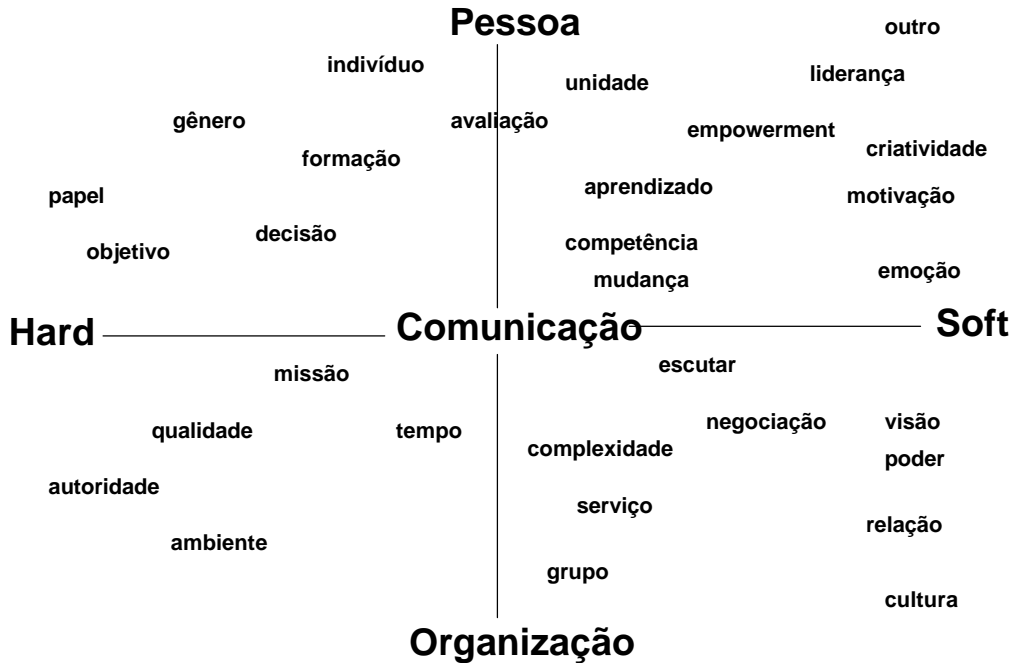 Pessoa
outro
indivíduo
unidade
liderança
gênero
avaliação
empowerment
criatividade
formação
aprendizado
motivação
papel
objetivo
decisão
competência
mudança
emoção
Hard
Comunicação
Soft
missão
escutar
qualidade
tempo
negociação
visão
complexidade
poder
autoridade
serviço
relação
ambiente
grupo
cultura
Organização